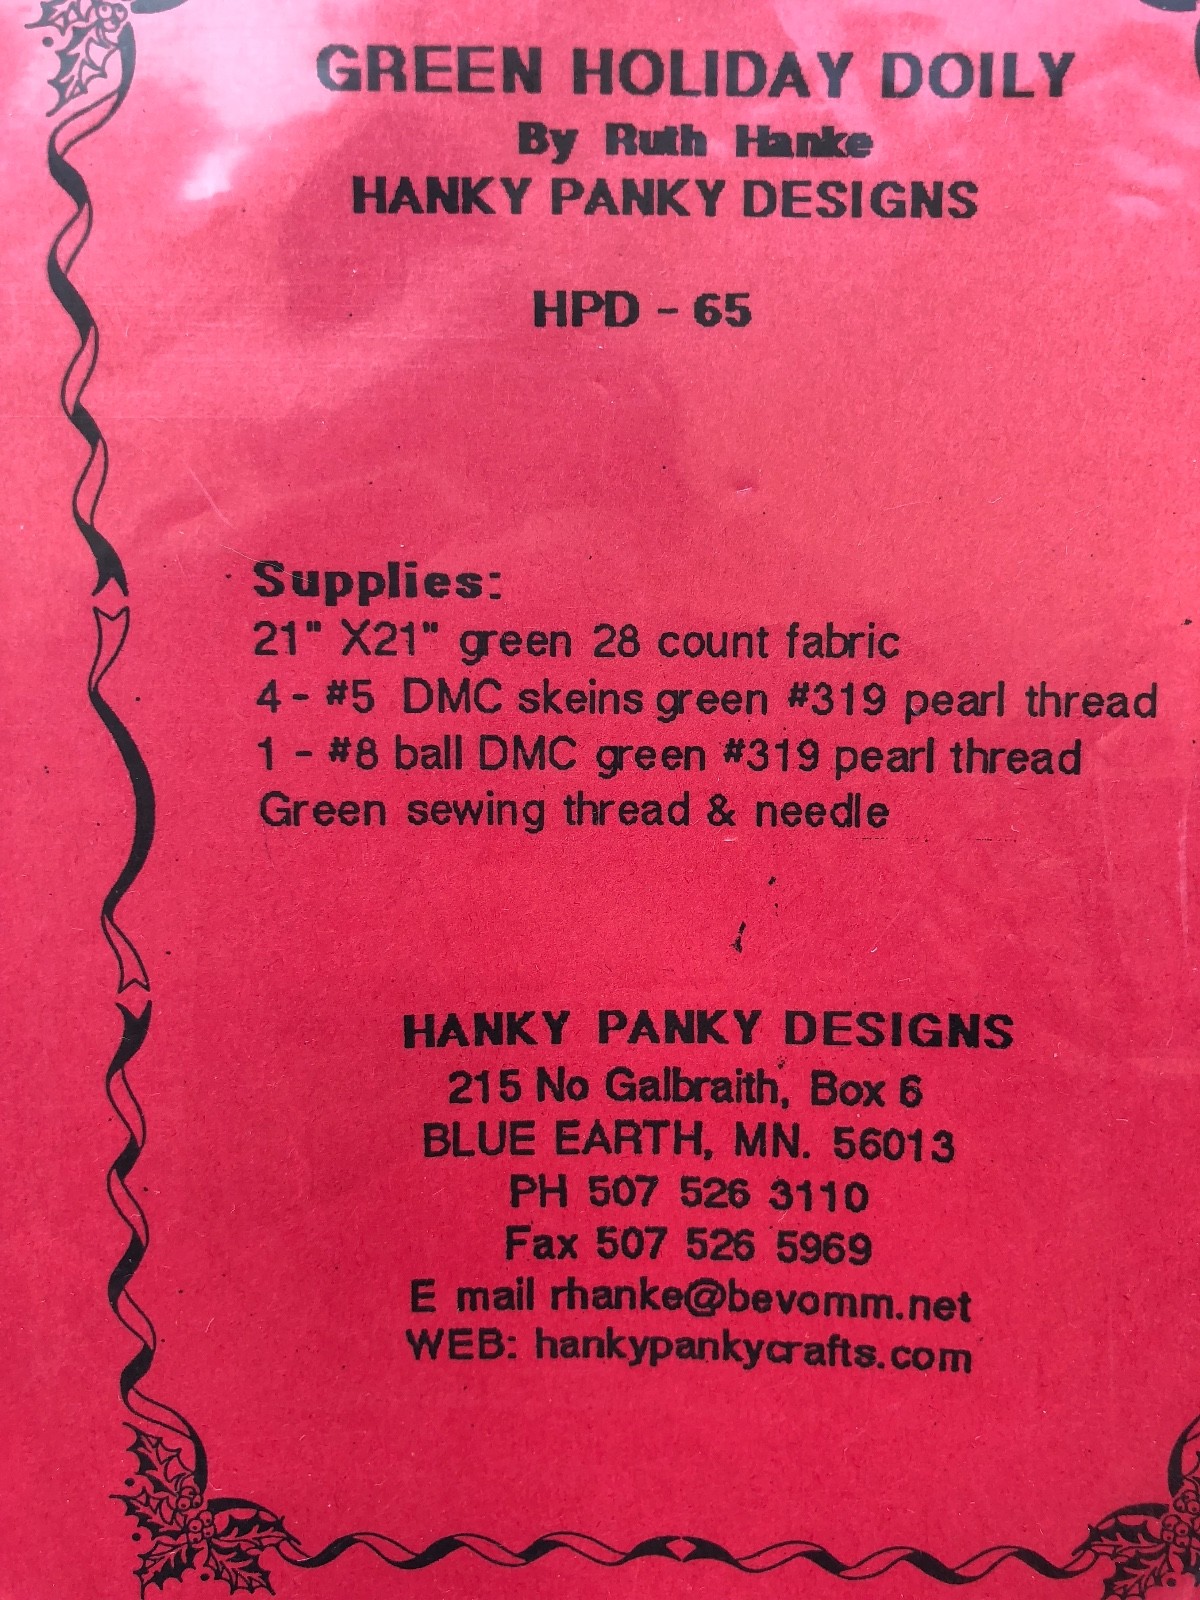 GREEN HOLIDAY DOILY
By Ruth Hanke
HANKY PANKY DESIGNS
HPD - 65
Supplies:
21" X21" green 28 count fabric
4 - #5 DMC skeins green #319 pearl thread
1 - #8 ball DMC green #319 pearl thread
Green sewing thread & needle
HANKY PANKY DESIGNS
215 No Galbraith, Box 6
BLUE EARTH, MN. 56013
PH 507 526 3110
Fax 507 526 5969
E mail rhanke@bevomm.net
WEB: hankypankycrafts.com